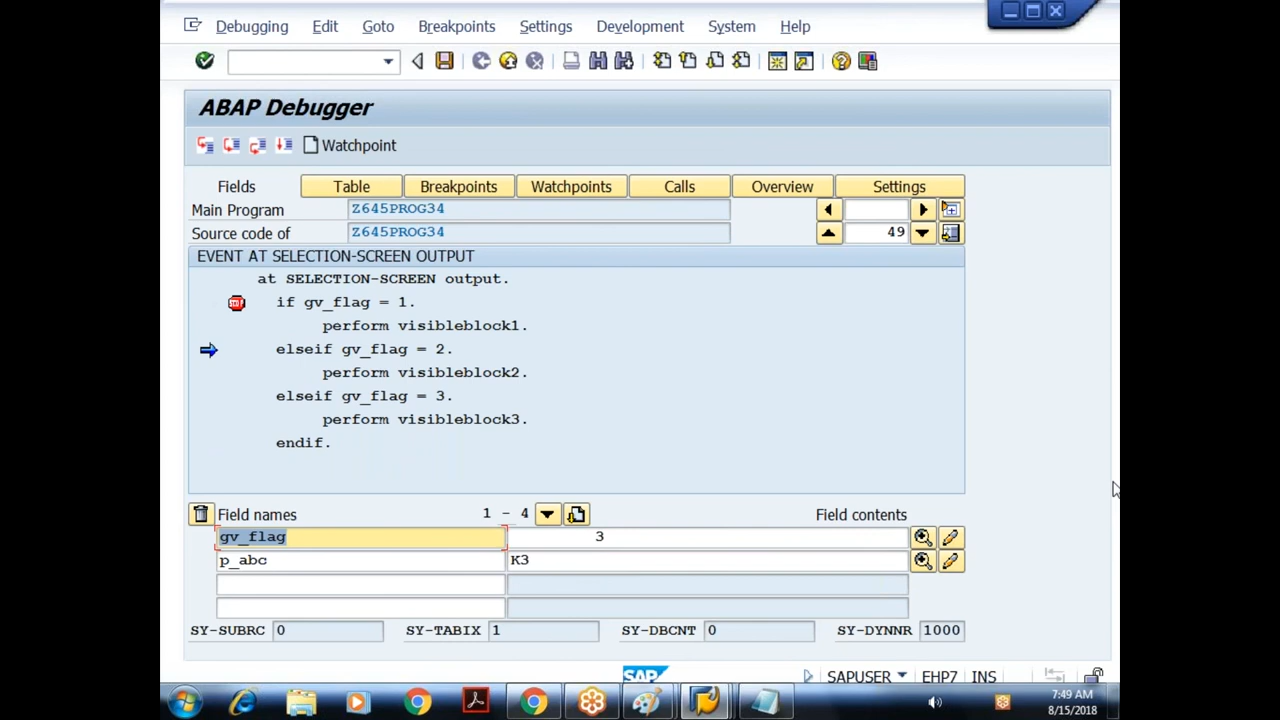 Debugging Edit Goto Breakpoints Settings Development System Help
ABAP Debugger
Watchpoint
Fields Table Breakpoints Watchpoints Calls Overview Settings
Main Program Z645PROG34
Source code of Z645PROG34 49
EVENT AT SELECTION-SCREEN OUTPUT
at SELECTION-SCREEN output.
if gv_flag = 1.
perform visibleblock1.
elseif gv_flag = 2.
perform visibleblock2.
elseif gv_flag = 3.
perform visibleblock3.
endif.
Field names 1 - 4 Field contents
gv_flag 3
p_abc K3
SY-SUBRC 0 SY-TABIX 1 SY-DBCNT 0 SY-DYNNR 1000
SAP SAPUSER EHP7 INS
7:49 AM
8/15/2018